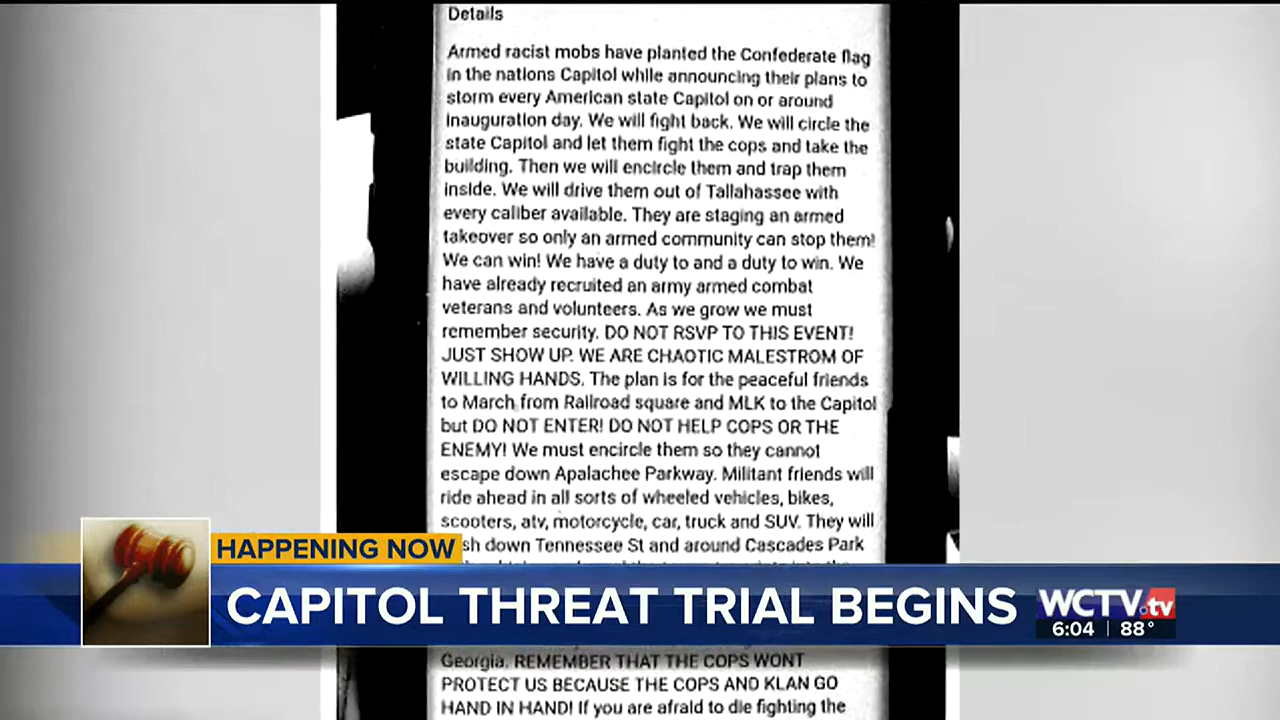 Details
Armed racist mobs have planted the Confederate flag
in the nations Capitol while announcing their plans to
storm every American state Capitol on or around
inauguration day. We will fight back. We will circle the
state Capitol and let them fight the cops and take the
building. Then we will encircle them and trap them
inside. We will drive them out of Tallahassee with
every caliber available. They are staging an armed
takeover so only an armed community can stop them!
We can win! We have a duty to and a duty to win. We
have already recruited an army armed combat
veterans and volunteers. As we grow we must
remember security. DO NOT RSVP TO THIS EVENT!
JUST SHOW UP. WE ARE CHAOTIC MALESTROM OF
WILLING HANDS. The plan is for the peaceful friends
to March from Railroad square and MLK to the Capitol
but DO NOT ENTER! DO NOT HELP COPS OR THE
ENEMY! We must encircle them so they cannot
escape down Apalachee Parkway. Militant friends will
ride ahead in all sorts of wheeled vehicles, bikes,
scooters, atv, motorcycle, car, truck and SUV. They will
down Tennessee St and around Cascades Park
HAPPENING NOW
CAPITOL THREAT TRIAL BEGINS
WCTV.tv
6:04 | 88°
Georgia. REMEMBER THAT THE COPS WONT
PROTECT US BECAUSE THE COPS AND KLAN GO
HAND IN HAND! If you are afraid to die fighting the